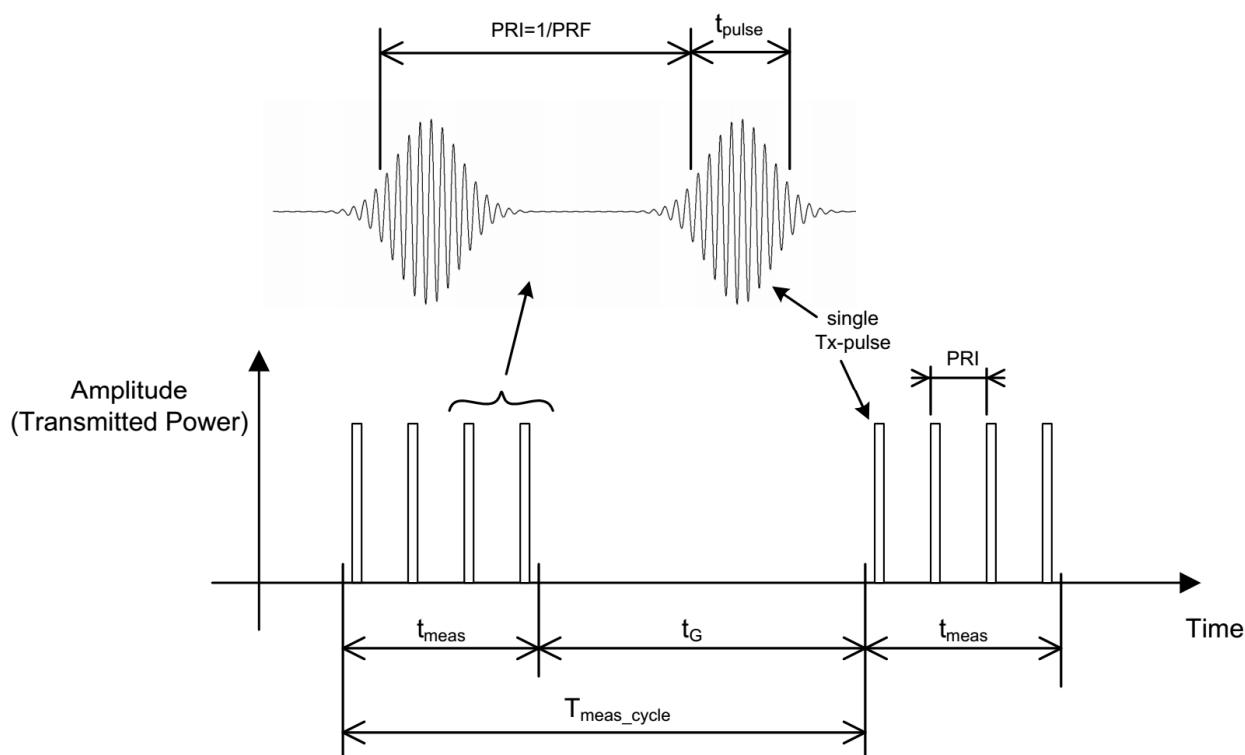 PRI=1/PRF
tpulse
single
Tx-pulse
PRI
Amplitude
(Transmitted Power)
tmeas
tG
tmeas
Time
Tmeas_cycle